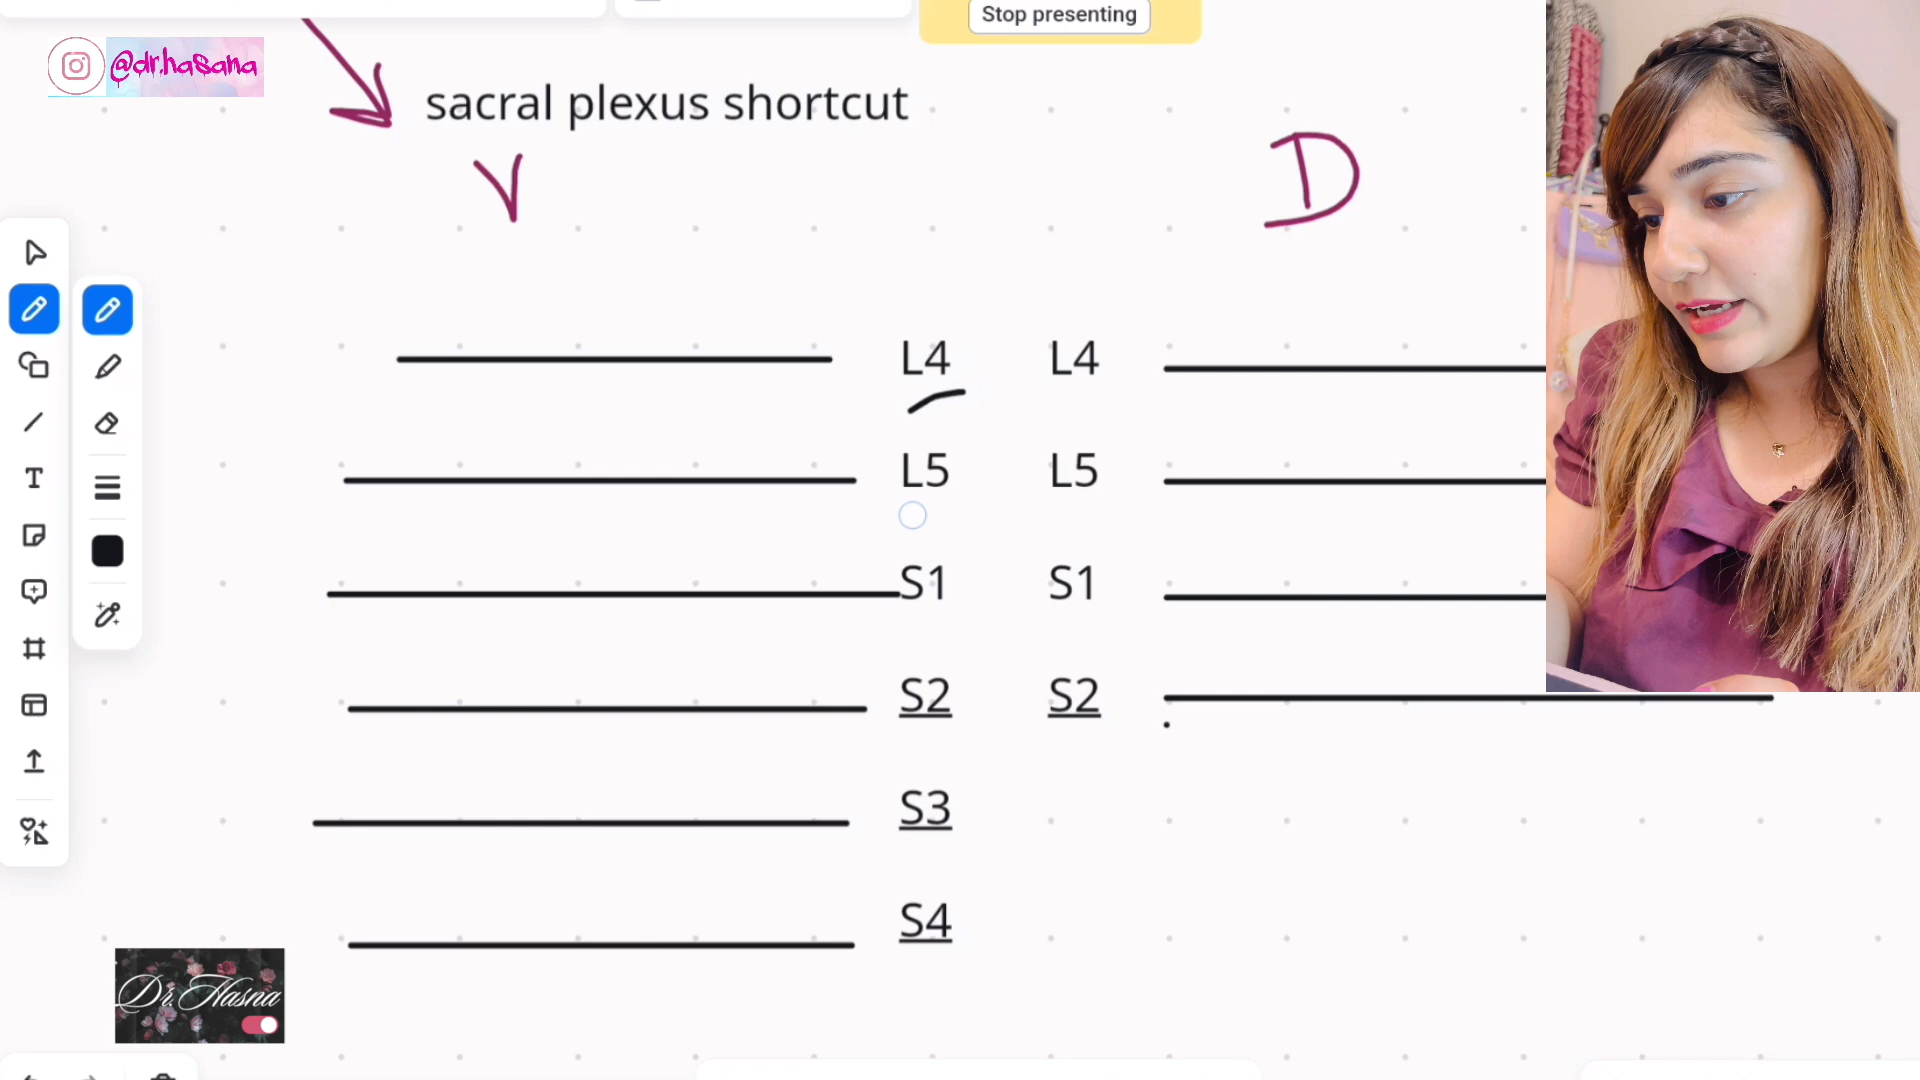 Stop presenting
@dr.hasana
sacral plexus shortcut
V D
L4 L4
L5 L5
S1 S1
S2 S2
S3
S4
Dr. Hasna